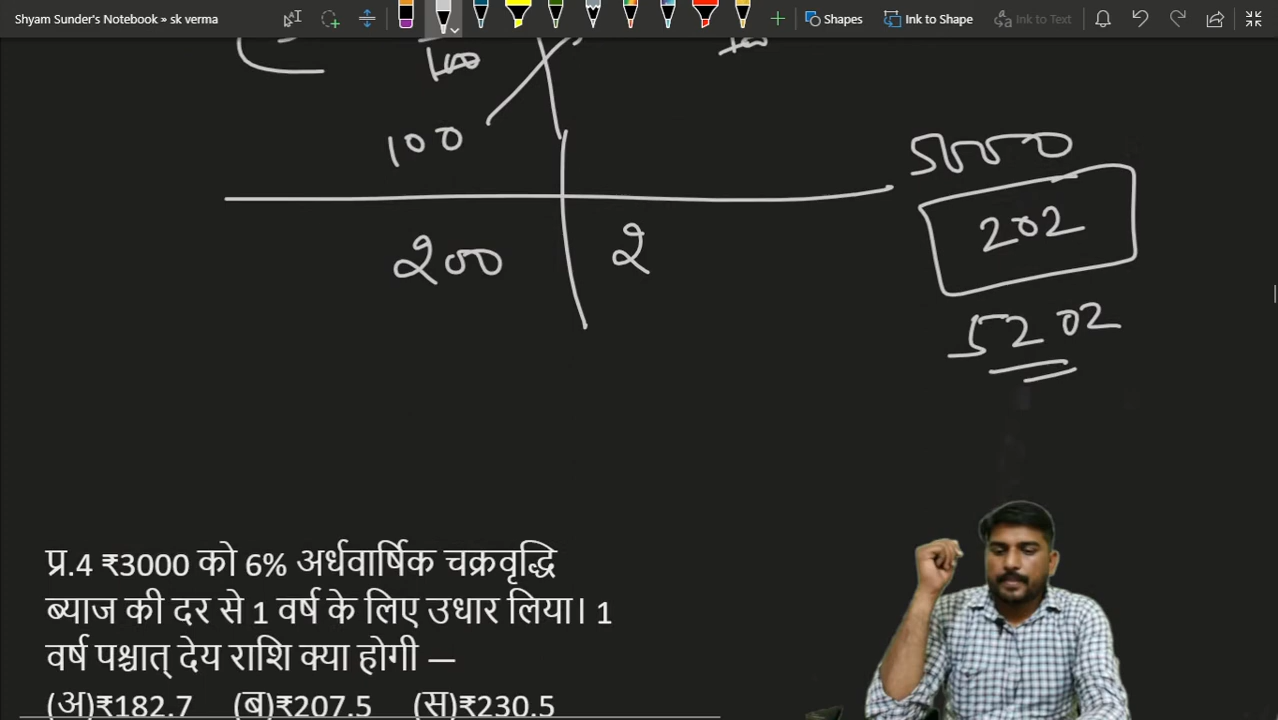 Shyam Sunder's Notebook » sk verma
Shapes
Ink to Shape
Ink to Text
100
5000
202
200 2
5202
प्र.4 ₹3000 को 6% अर्धवार्षिक चक्रवृद्धि
ब्याज की दर से 1 वर्ष के लिए उधार लिया। 1
वर्ष पश्चात् देय राशि क्या होगी —
(अ)₹182.7 (ब)₹207.5 (स)₹230.5